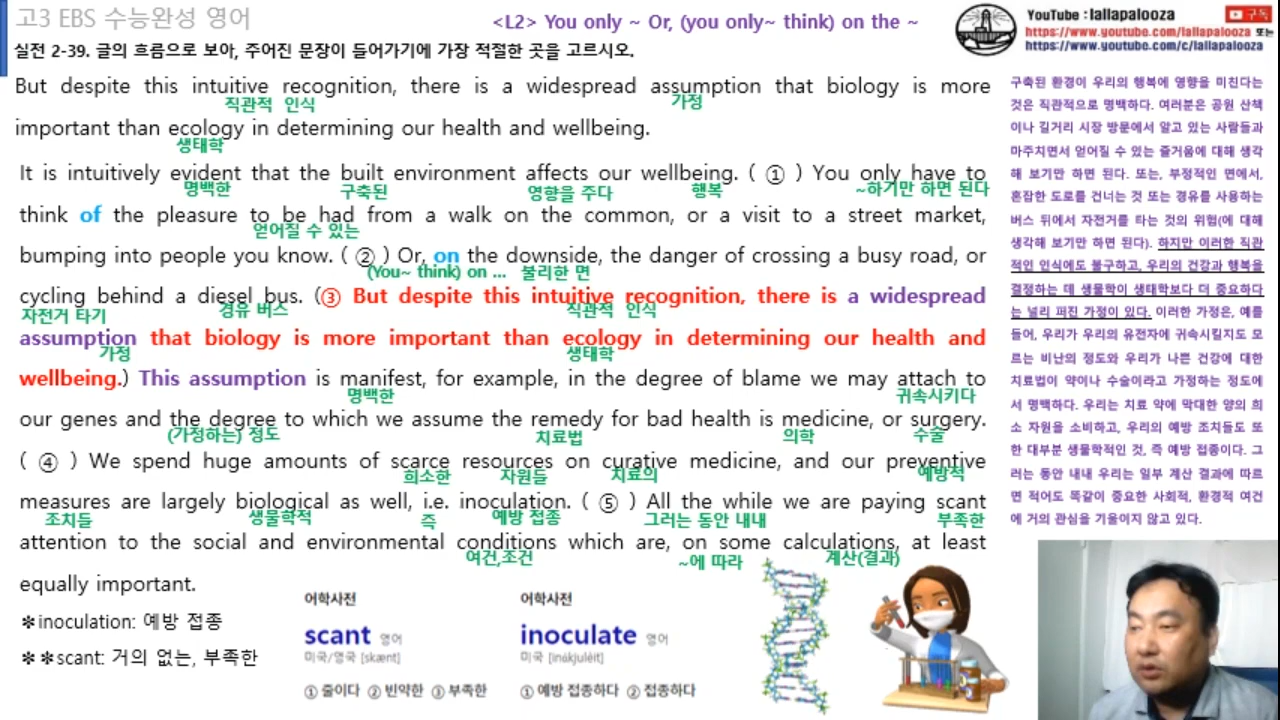 고3 EBS 수능완성 영어
<L2> You only ~ Or, (you only~ think) on the ~
YouTube : lallapalooza
구독
https://www.youtube.com/lallapalooza 또는
https://www.youtube.com/c/lallapalooza
실전 2-39. 글의 흐름으로 보아, 주어진 문장이 들어가기에 가장 적절한 곳을 고르시오.
But despite this intuitive recognition, there is a widespread assumption that biology is more
직관적 인식 가정
important than ecology in determining our health and wellbeing.
생태학
It is intuitively evident that the built environment affects our wellbeing. ( ① ) You only have to
명백한 구축된 영향을 주다 행복 ~하기만 하면 된다
think of the pleasure to be had from a walk on the common, or a visit to a street market,
얻어질 수 있는
bumping into people you know. ( ② ) Or, on the downside, the danger of crossing a busy road, or
(You~ think) on ... 불리한 면
cycling behind a diesel bus. (③ But despite this intuitive recognition, there is a widespread
자전거 타기 경유 버스 직관적 인식
assumption that biology is more important than ecology in determining our health and
가정 생태학
wellbeing.) This assumption is manifest, for example, in the degree of blame we may attach to
명백한 귀속시키다
our genes and the degree to which we assume the remedy for bad health is medicine, or surgery.
(가정하는) 정도 치료법 의학 수술
( ④ ) We spend huge amounts of scarce resources on curative medicine, and our preventive
희소한 자원들 치료의 예방적
measures are largely biological as well, i.e. inoculation. ( ⑤ ) All the while we are paying scant
조치들 생물학적 즉 예방 접종 그러는 동안 내내 부족한
attention to the social and environmental conditions which are, on some calculations, at least
여건,조건 ~에 따라 계산(결과)
equally important.
✻inoculation: 예방 접종
✻✻scant: 거의 없는, 부족한
어학사전
scant 영어
미국/영국 [skænt]
① 줄이다 ② 빈약한 ③ 부족한
어학사전
inoculate 영어
미국 [inάkjulèit]
① 예방 접종하다 ② 접종하다
구축된 환경이 우리의 행복에 영향을 미친다는
것은 직관적으로 명백하다. 여러분은 공원 산책
이나 길거리 시장 방문에서 알고 있는 사람들과
마주치면서 얻어질 수 있는 즐거움에 대해 생각
해 보기만 하면 된다. 또는, 부정적인 면에서,
혼잡한 도로를 건너는 것 또는 경유를 사용하는
버스 뒤에서 자전거를 타는 것의 위험(에 대해
생각해 보기만 하면 된다). 하지만 이러한 직관
적인 인식에도 불구하고, 우리의 건강과 행복을
결정하는 데 생물학이 생태학보다 더 중요하다
는 널리 퍼진 가정이 있다. 이러한 가정은, 예를
들어, 우리가 우리의 유전자에 귀속시킬지도 모
르는 비난의 정도와 우리가 나쁜 건강에 대한
치료법이 약이나 수술이라고 가정하는 정도에
서 명백하다. 우리는 치료 약에 막대한 양의 희
소 자원을 소비하고, 우리의 예방 조치들도 또
한 대부분 생물학적인 것, 즉 예방 접종이다. 그
러는 동안 내내 우리는 일부 계산 결과에 따르
면 적어도 똑같이 중요한 사회적, 환경적 여건
에 거의 관심을 기울이지 않고 있다.